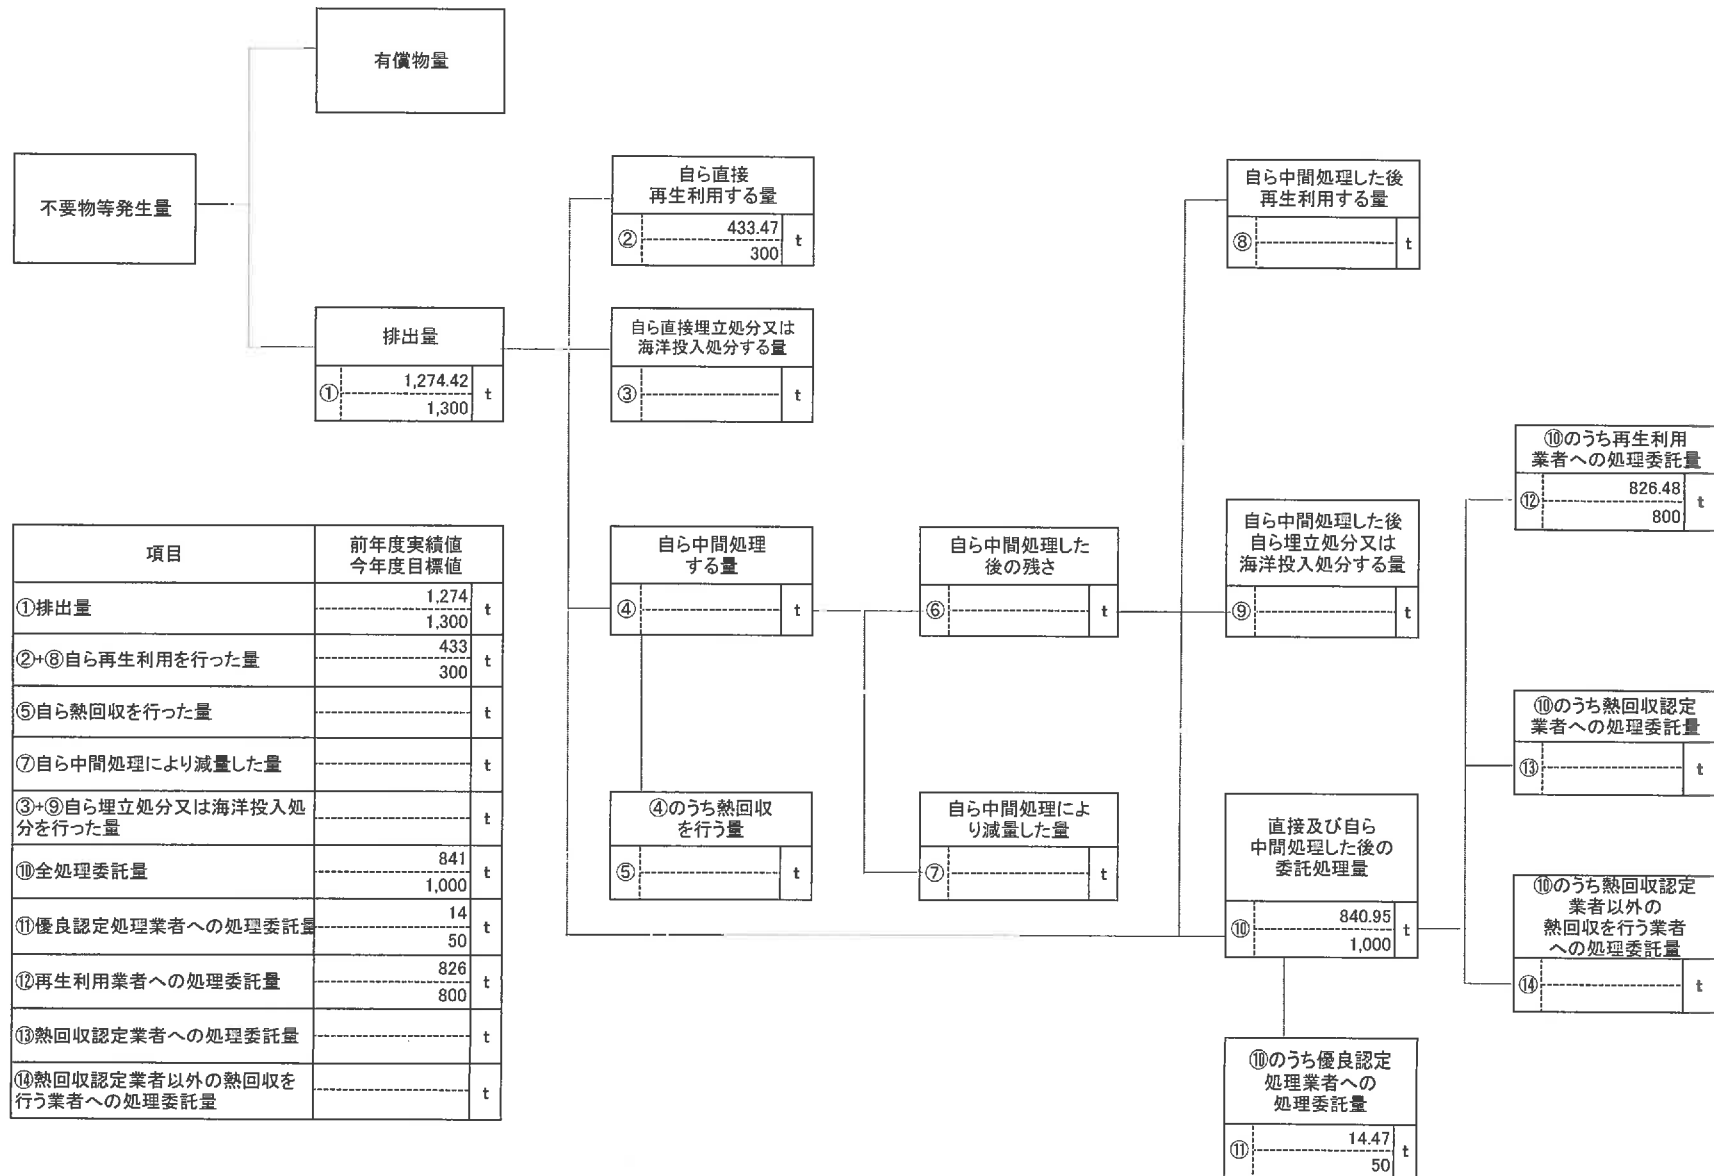 有償物量
不要物等発生量
排出量
①
1,274.42
1,300
t
自ら直接
再生利用する量
②
433.47
300
t
自ら直接埋立処分又は
海洋投入処分する量
③
t
自ら中間処理
する量
④
t
④のうち熱回収
を行う量
⑤
t
自ら中間処理した
後の残さ
⑥
t
自ら中間処理によ
り減量した量
⑦
t
自ら中間処理した後
再生利用する量
⑧
t
自ら中間処理した後
自ら埋立処分又は
海洋投入処分する量
⑨
t
直接及び自ら
中間処理した後の
委託処理量
⑩
840.95
1,000
t
⑩のうち優良認定
処理業者への
処理委託量
⑪
14.47
50
t
⑩のうち再生利用
業者への処理委託量
⑫
826.48
800
t
⑩のうち熱回収認定
業者への処理委託量
⑬
t
⑩のうち熱回収認定
業者以外の
熱回収を行う業者
への処理委託量
⑭
t
項目
前年度実績値
今年度目標値
①排出量
1,274
1,300
t
②+⑧自ら再生利用を行った量
433
300
t
⑤自ら熱回収を行った量
t
⑦自ら中間処理により減量した量
t
③+⑨自ら埋立処分又は海洋投入処
分を行った量
t
⑩全処理委託量
841
1,000
t
⑪優良認定処理業者への処理委託量
14
50
t
⑫再生利用業者への処理委託量
826
800
t
⑬熱回収認定業者への処理委託量
t
⑭熱回収認定業者以外の熱回収を
行う業者への処理委託量
t